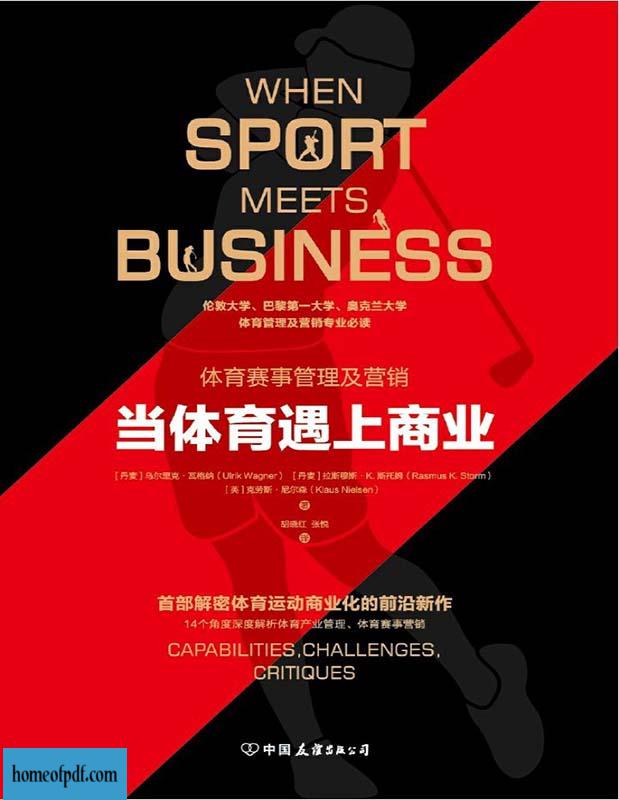 WHEN
SPORT
MEETS
BUSINESS
伦敦大学、巴黎第一大学、奥克兰大学
体育管理及营销专业必读
体育赛事管理及营销
当体育遇上商业
[丹麦]乌尔里克·瓦格纳(Ulrik Wagner) [丹麦]拉斯穆斯·K.斯托姆(Rasmus K. Storm)
[英]克劳斯·尼尔森(Klaus Nielsen)
著
胡晓红 张悦
译
首部解密体育运动商业化的前沿新作
14个角度深度解析体育产业管理、体育赛事营销
CAPABILITIES,CHALLENGES,
CRITIQUES
中国友谊出版公司
homeofpdf.com